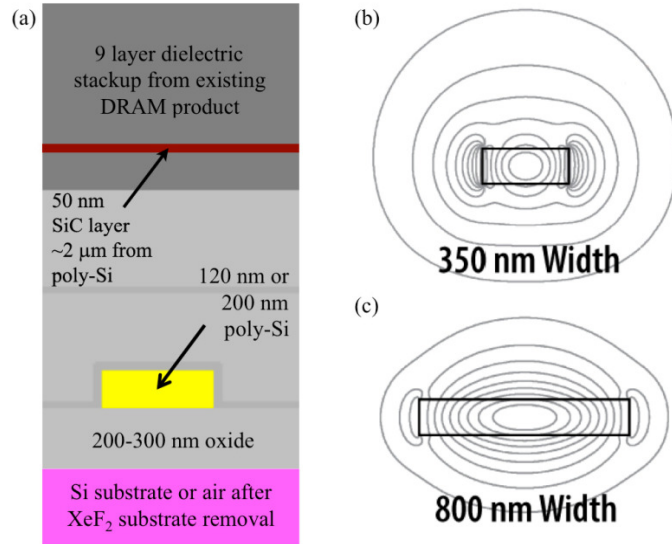 (a)
9 layer dielectric
stackup from existing
DRAM product
50 nm
SiC layer
~2 μm from
poly-Si
120 nm or
200 nm
poly-Si
200-300 nm oxide
Si substrate or air after
XeF₂ substrate removal
(b)
350 nm Width
(c)
800 nm Width